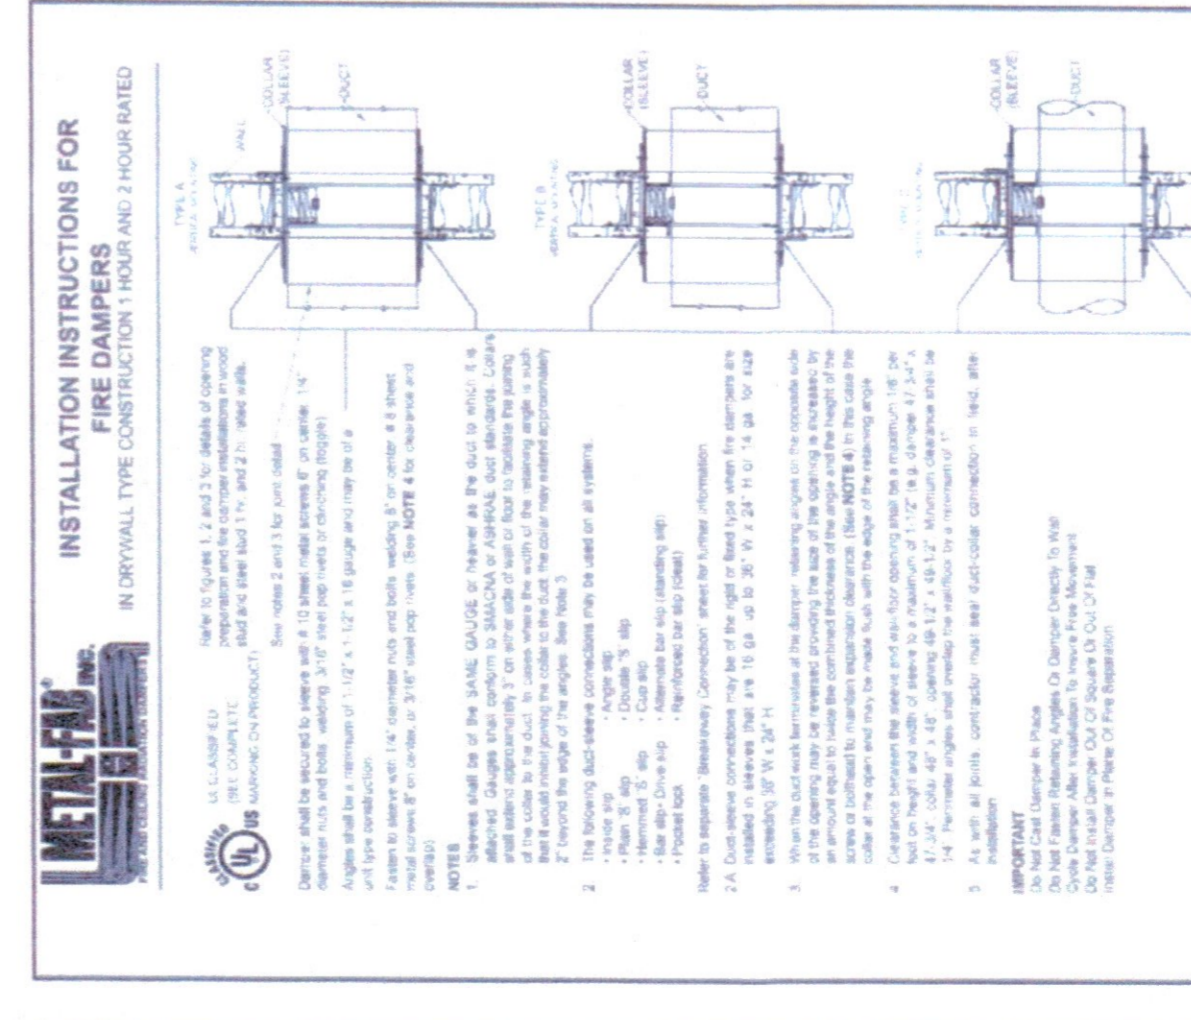 METAL-FAB® INC.
FIRE AND CEILING RADIATION DAMPERS
INSTALLATION INSTRUCTIONS FOR
FIRE DAMPERS
IN DRYWALL TYPE CONSTRUCTION 1 HOUR AND 2 HOUR RATED
CLASSIFIED
C UL US
UL CLASSIFIED
(SEE COMPLETE
MARKING ON PRODUCT)
Refer to figures 1, 2 and 3 for details of opening
preparation and fire damper installations in wood
stud and steel stud 1 hr. and 2 hr. rated walls.
See notes 2 and 3 for joint detail
Damper shall be secured to sleeve with # 10 sheet metal screws 6" on center, 1/4"
diameter nuts and bolts, welding, 3/16" steel pop rivets or clinching (toggle)
Angles shall be a minimum of 1-1/2" x 1 1/2" x 16 gauge and may be of a
unit type construction
Fasten to sleeve with 1/4" diameter nuts and bolts welding 8" on center # 8 sheet
metal screws 8" on center, or 3/16" steel pop rivets. (See NOTE 4 for clearance and
overlap)
NOTES
1. Sleeves shall be of the SAME GAUGE or heavier as the duct to which it is
attached. Gauges shall conform to SMACNA or ASHRAE duct standards. Collars
shall extend approximately 3" on either side of wall or floor to facilitate the joining
of the collar to the duct. In cases where the width of the retaining angle is such
that it would inhibit joining the collar to the duct the collar may extend approximately
2" beyond the edge of the angles. See Note 3
2 The following duct-sleeve connections may be used on all systems.
• Inside slip • Angle slip
• Plain "S" slip • Double "S" slip
• Hemmed "S" slip • Cup slip
• Bar slip • Drive slip • Alternate bar slip (standing slip)
• Pocket lock • Reinforced bar slip (cleat)
Refer to separate "Breakaway Connection" sheet for further information
2 A Duct-sleeve connections may be of the rigid or fixed type when fire dampers are
installed in sleeves that are 16 ga up to 36" W x 24" H or 14 ga for size
exceeding 36" W x 24" H
3. When the duct work terminates at the damper retaining angles on the opposite side
of the opening may be reversed providing the size of the opening is increased by
an amount equal to twice the combined thickness of the angle and the height of the
screw or bolthead to maintain expansion clearance. (See NOTE 4) In this case the
collar at the open end may be made flush with the edge of the retaining angle
4 Clearance between the sleeve and wall/floor opening shall be a maximum 1/8" per
foot on height and width of sleeve to a maximum of 1-1/2" (e.g. damper 47-3/4" x
47-3/4", collar 48" x 48", opening 49-1/2" x 49-1/2" Minimum clearance shall be
1/4 Perimeter angles shall overlap the wall/floor by a minimum of 1"
5 As with all joints, contractor must seal duct-collar connection in field, after
installation
IMPORTANT
Do Not Cast Damper In Place
Do Not Fasten Retaining Angles Or Damper Directly To Wall
Cycle Damper After Installation To Insure Free Movement
Do Not Install Damper Out Of Square Or Out Of Flat
Install Damper in Plane Of Fire Separation
TYPE A
VERTICAL MOUNTING
WALL
COLLAR
(SLEEVE)
DUCT
TYPE B
VERTICAL MOUNTING
COLLAR
(SLEEVE)
DUCT
COLLAR
(SLEEVE)
DUCT